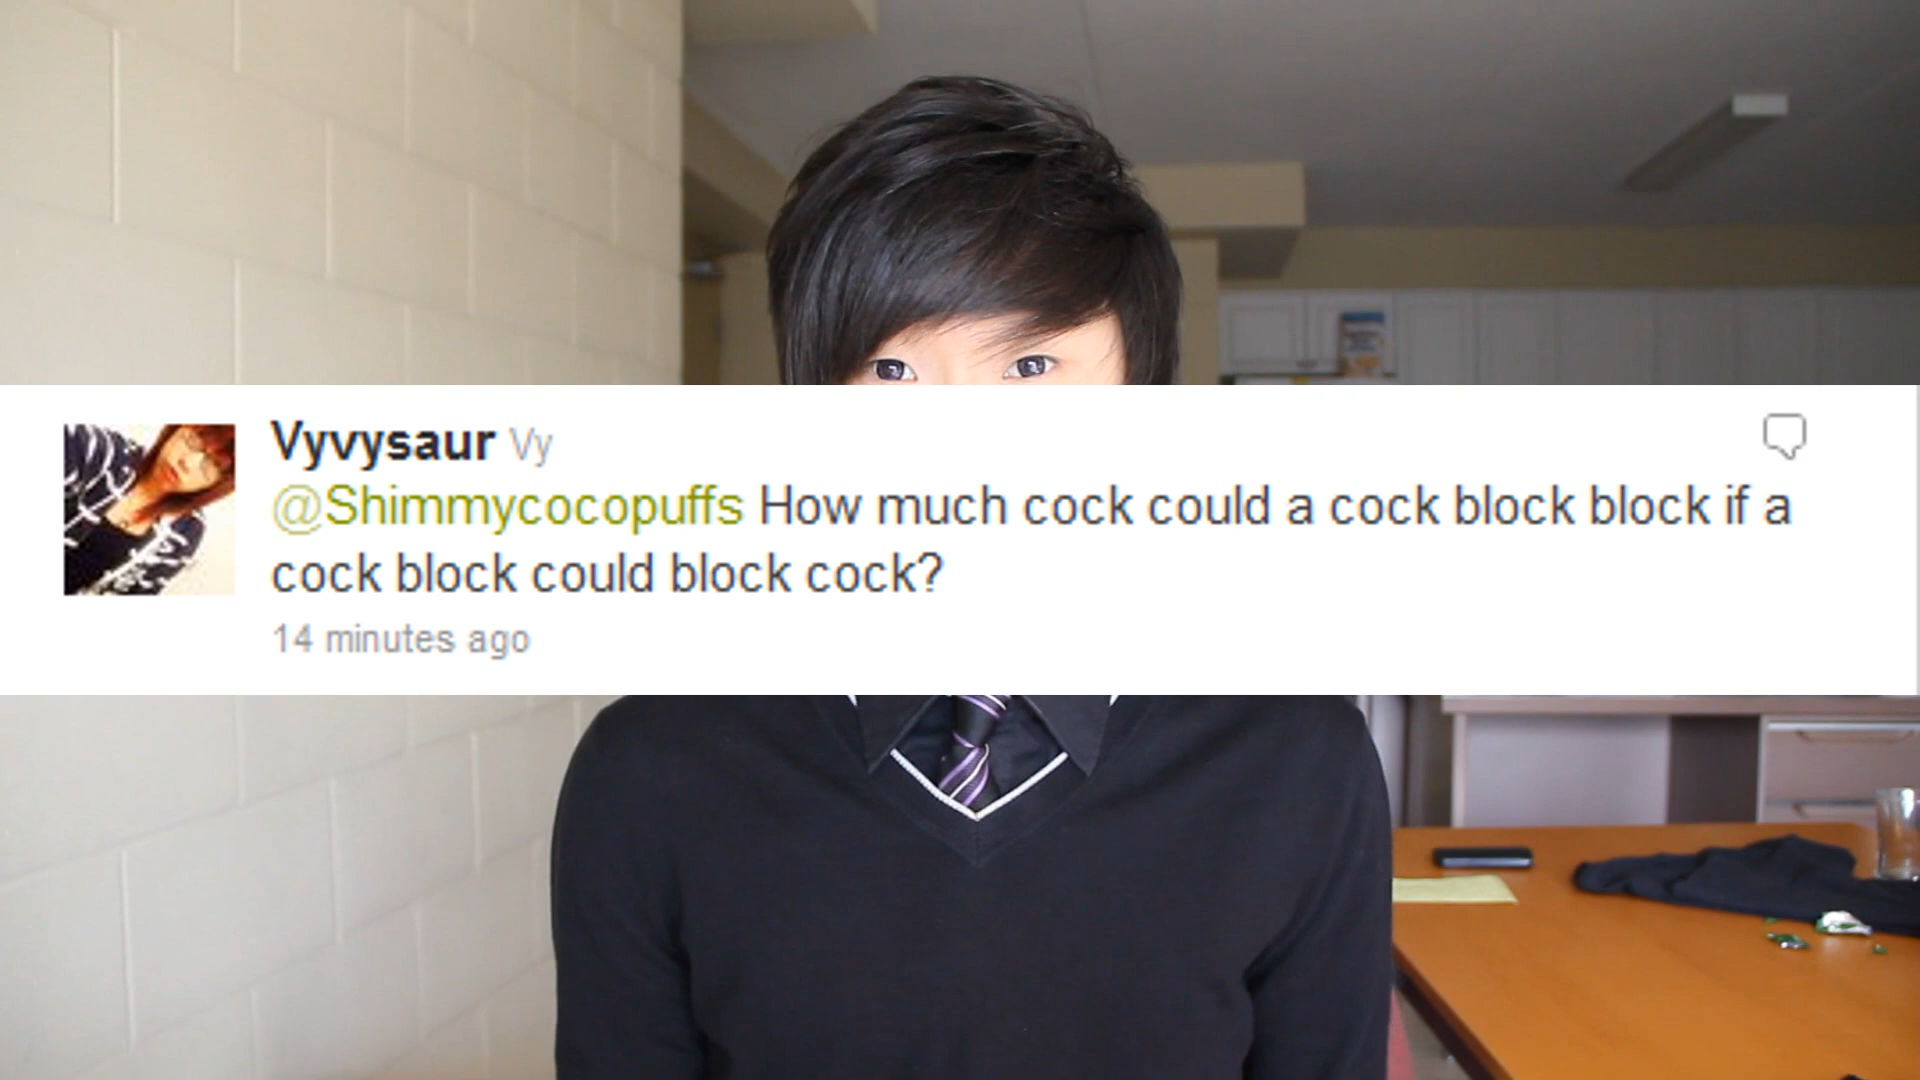 Vyvysaur Vy
@Shimmycocopuffs How much cock could a cock block block if a
cock block could block cock?
14 minutes ago